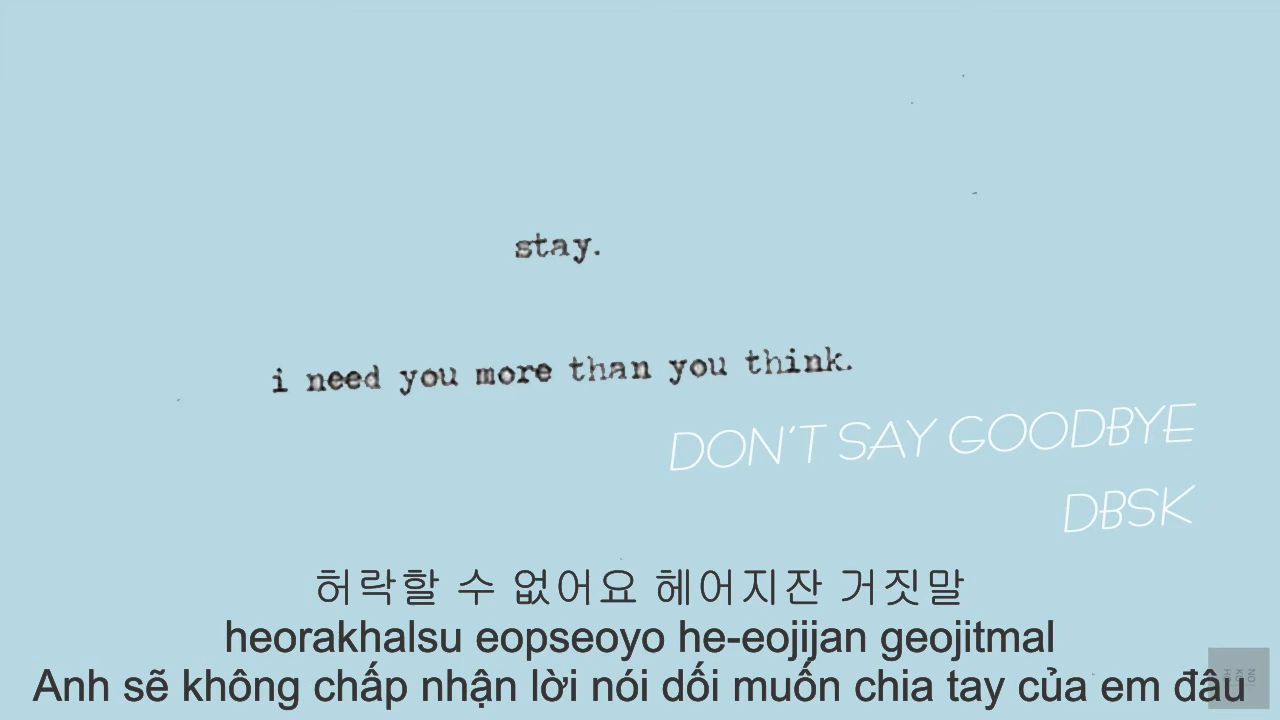 stay.
i need you more than you think.
DON'T SAY GOODBYE
DBSK
허락할 수 없어요 헤어지잔 거짓말
heorakhalsu eopseoyo he-eojijan geojitmal
Anh sẽ không chấp nhận lời nói dối muốn chia tay của em đâu